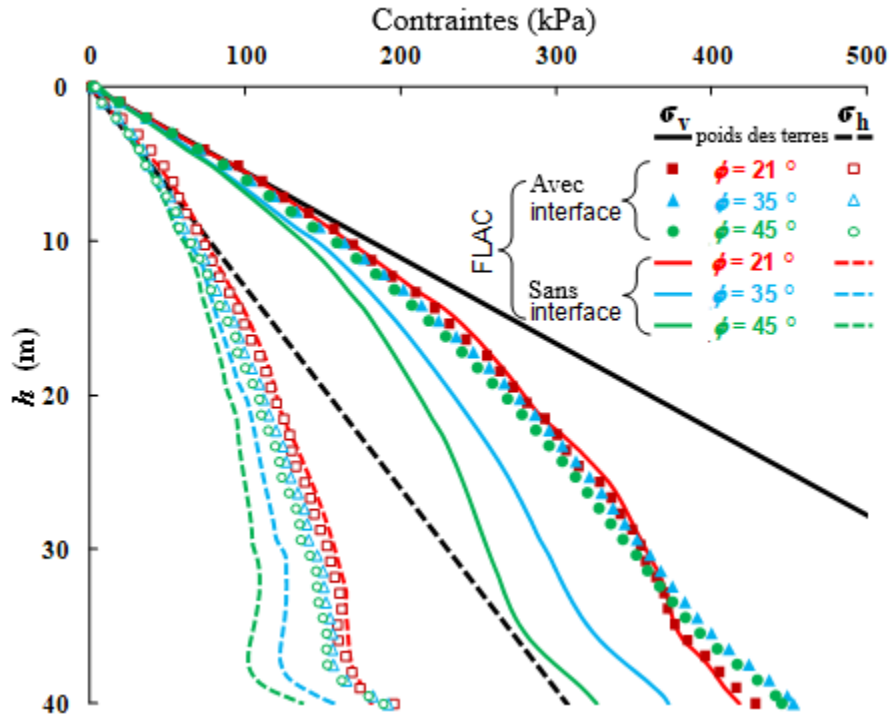 Contraintes (kPa)
0 100 200 300 400 500
0
10
20
30
40
h (m)
σv poids des terres σh
FLAC
Avec interface
ϕ = 21 °
ϕ = 35 °
ϕ = 45 °
Sans interface
ϕ = 21 °
ϕ = 35 °
ϕ = 45 °